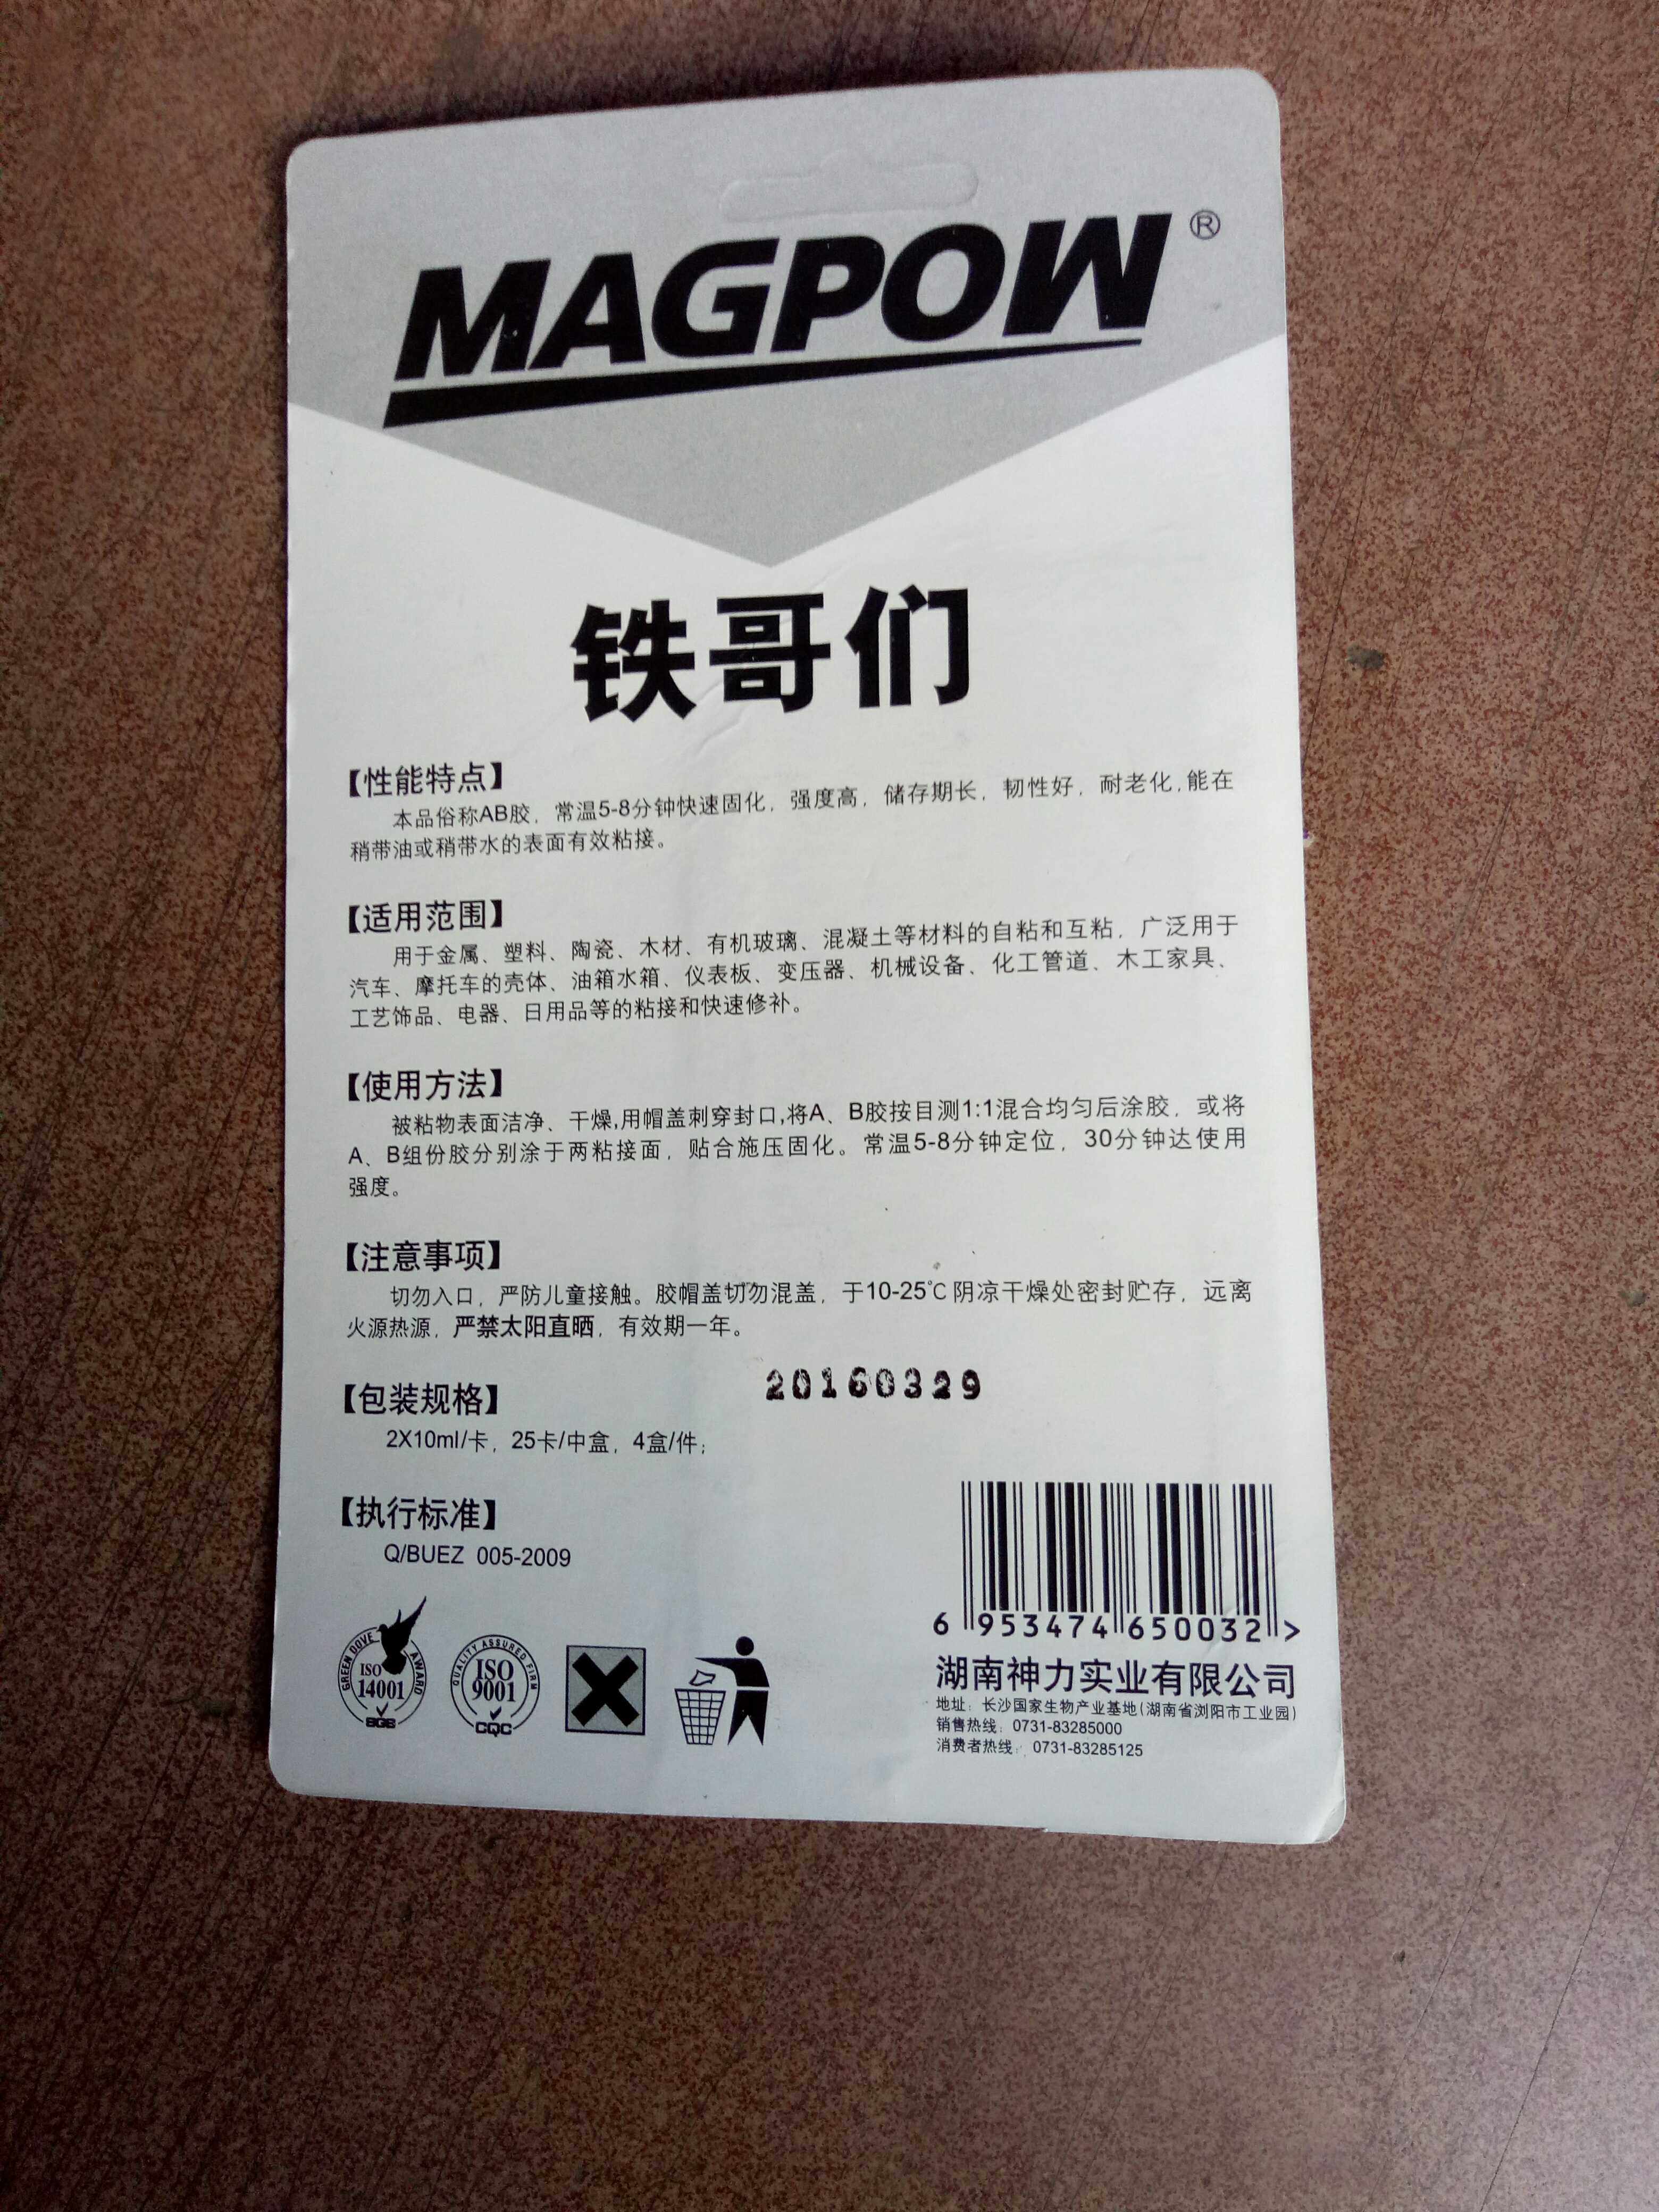 MAGPOW®
铁哥们
【性能特点】
本品俗称AB胶，常温5-8分钟快速固化，强度高，储存期长，韧性好，耐老化,能在
稍带油或稍带水的表面有效粘接。
【适用范围】
用于金属、塑料、陶瓷、木材、有机玻璃、混凝土等材料的自粘和互粘，广泛用于
汽车、摩托车的壳体、油箱水箱、仪表板、变压器、机械设备、化工管道、木工家具、
工艺饰品、电器、日用品等的粘接和快速修补。
【使用方法】
被粘物表面洁净、干燥,用帽盖刺穿封口,将A、B胶按目测1:1混合均匀后涂胶，或将
A、B组份胶分别涂于两粘接面，贴合施压固化。常温5-8分钟定位，30分钟达使用
强度。
【注意事项】
切勿入口，严防儿童接触。胶帽盖切勿混盖，于10-25℃阴凉干燥处密封贮存，远离
火源热源，严禁太阳直晒，有效期一年。
20160329
【包装规格】
2X10ml/卡，25卡/中盒，4盒/件；
【执行标准】
Q/BUEZ 005-2009
GREEN DOVE AWARD
ISO
14001
SGS
QUALITY ASSURED FIRM
ISO
9001
CQC
6 953474 650032 >
湖南神力实业有限公司
地址：长沙国家生物产业基地(湖南省浏阳市工业园)
销售热线：0731-83285000
消费者热线：0731-83285125